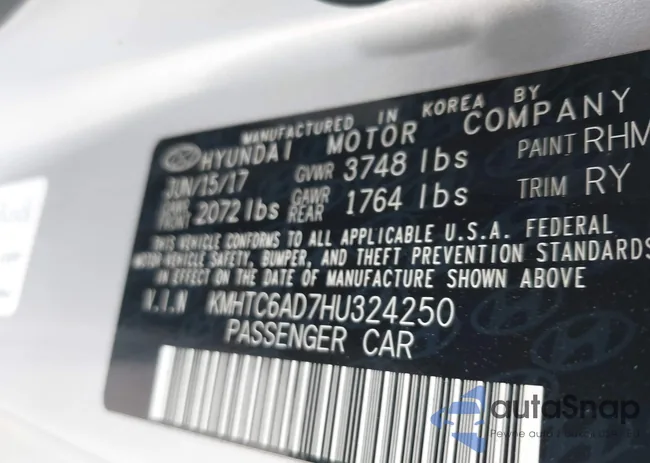 MANUFACTURED IN KOREA BY
HYUNDAI MOTOR COMPANY
JUN/15/17 GVWR 3748 lbs PAINT RHM
GAWR FRONT 2072 lbs GAWR REAR 1764 lbs TRIM RY
THIS VEHICLE CONFORMS TO ALL APPLICABLE U.S.A. FEDERAL
MOTOR VEHICLE SAFETY, BUMPER, AND THEFT PREVENTION STANDARDS
IN EFFECT ON THE DATE OF MANUFACTURE SHOWN ABOVE
V.I.N KMHTC6AD7HU324250
PASSENGER CAR
autoSnap
Pewne auto